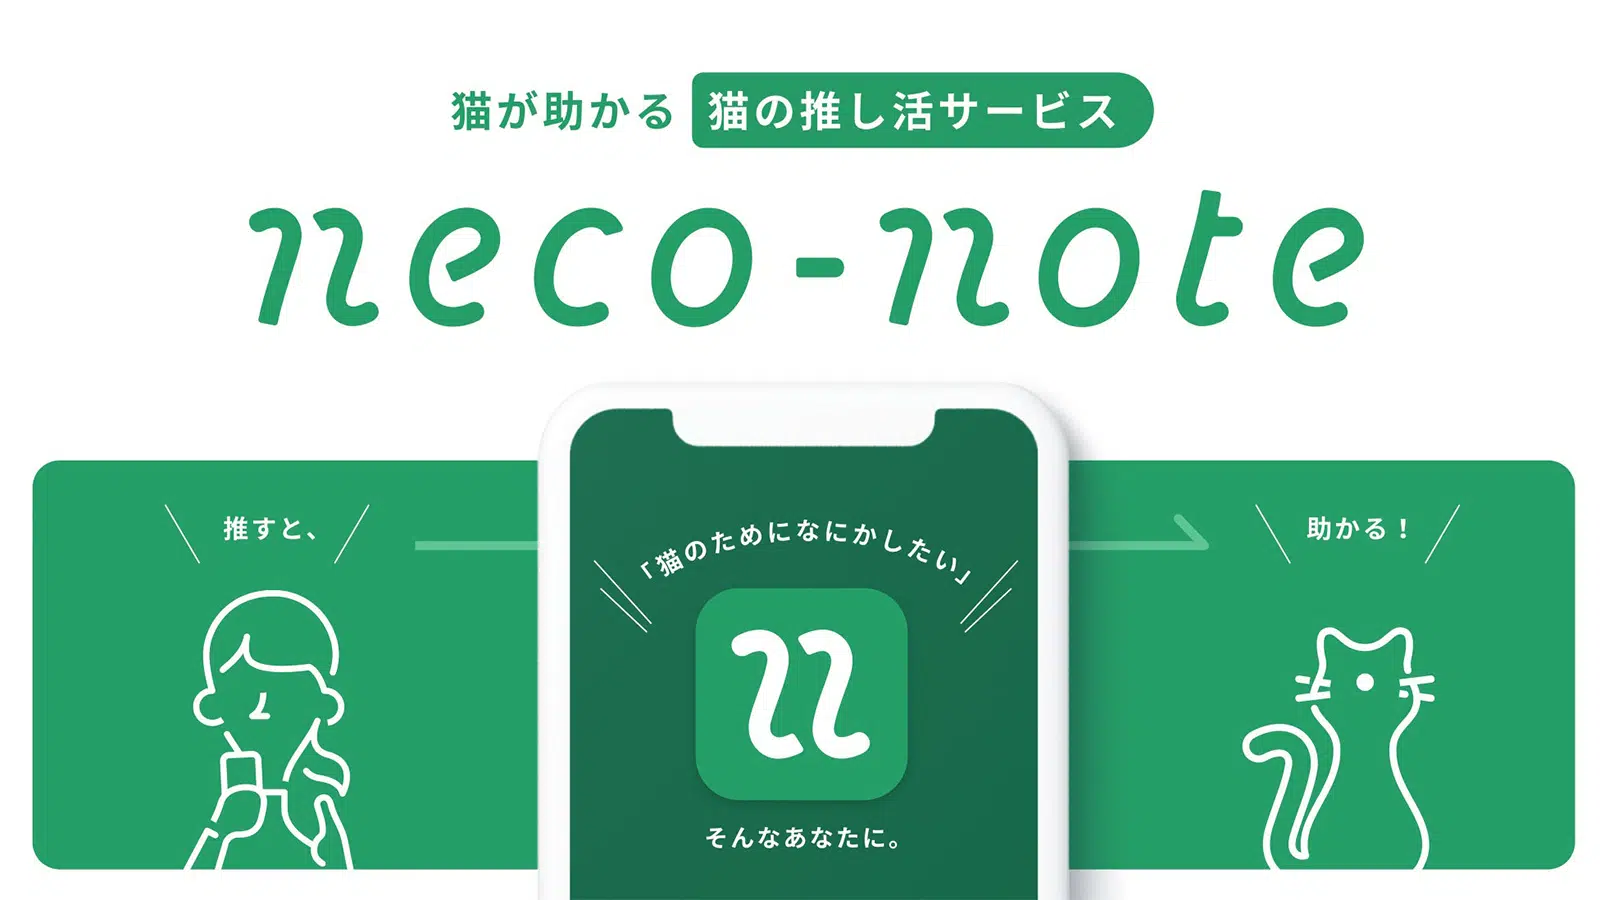 猫が助かる 猫の推し活サービス
neco-note
推すと、
「猫のためになにかしたい」
助かる！
そんなあなたに。